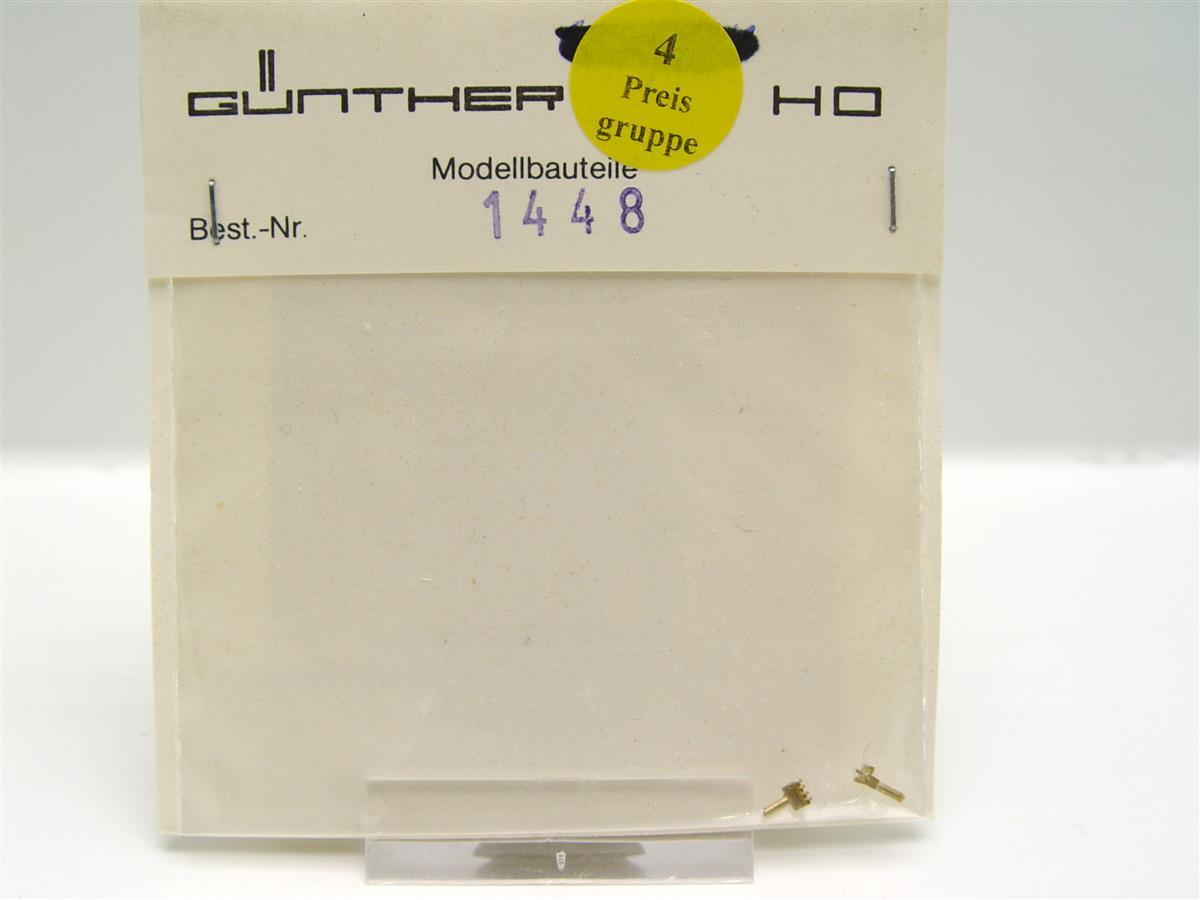 GÜNTHER HO
4
Preis
gruppe
Modellbauteile
Best.-Nr. 1448